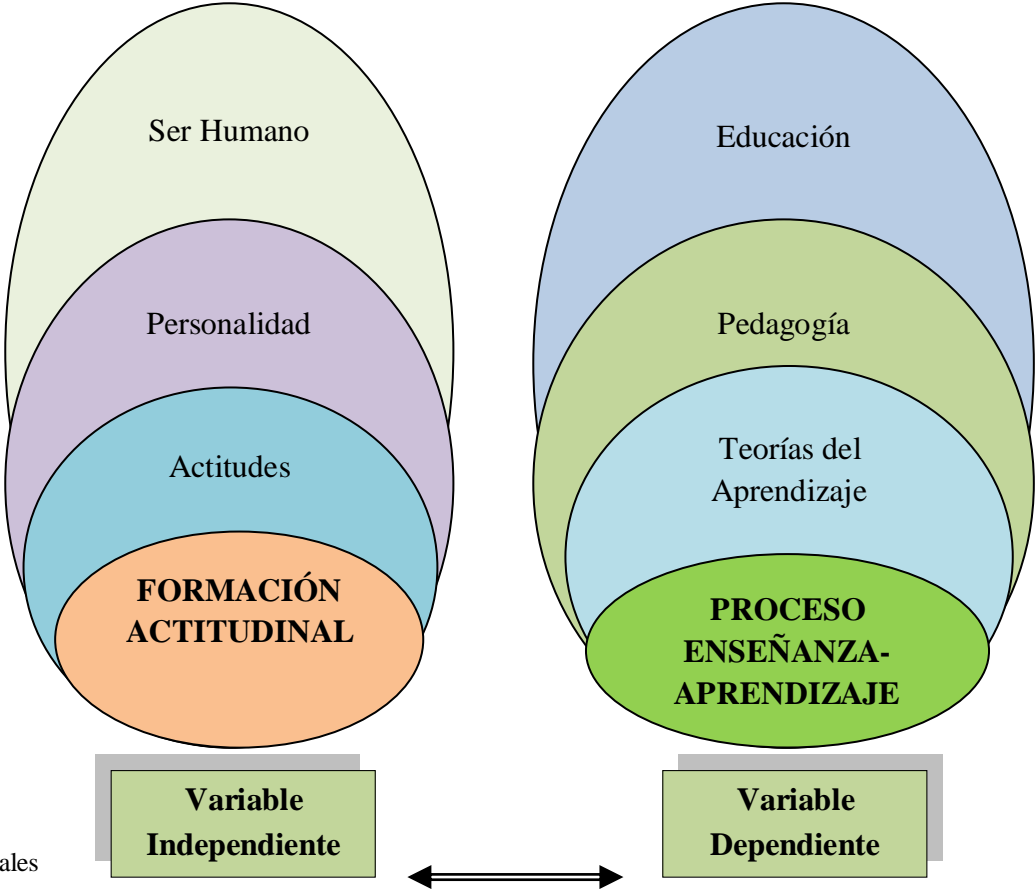 Ser Humano
Personalidad
Actitudes
FORMACIÓN
ACTITUDINAL
Variable
Independiente
Educación
Pedagogía
Teorías del
Aprendizaje
PROCESO
ENSEÑANZA-
APRENDIZAJE
Variable
Dependiente
ales